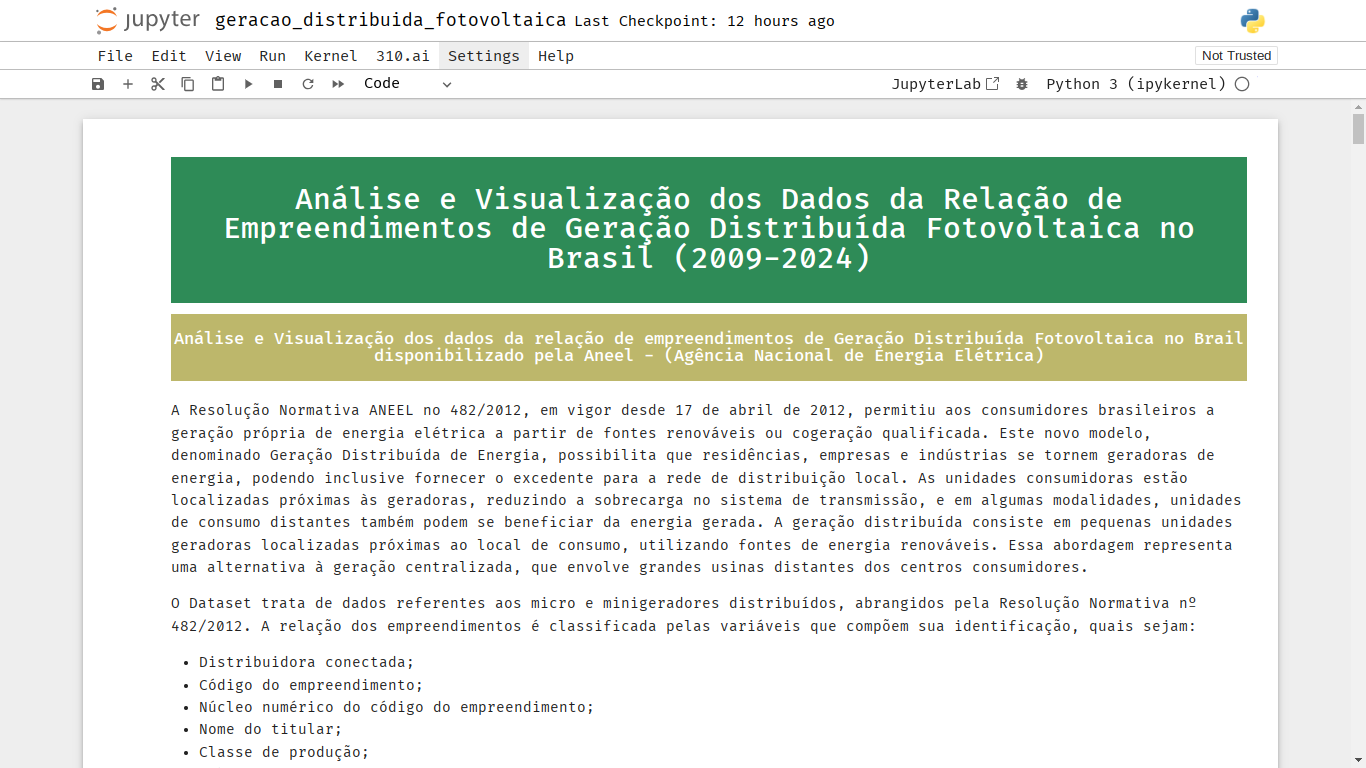 jupyter geracao_distribuida_fotovoltaica Last Checkpoint: 12 hours ago
File Edit View Run Kernel 310.ai Settings Help Not Trusted
Code JupyterLab Python 3 (ipykernel)
Análise e Visualização dos Dados da Relação de
Empreendimentos de Geração Distribuída Fotovoltaica no
Brasil (2009-2024)
Análise e Visualização dos dados da relação de empreendimentos de Geração Distribuída Fotovoltaica no Brail
disponibilizado pela Aneel - (Agência Nacional de Energia Elétrica)
A Resolução Normativa ANEEL no 482/2012, em vigor desde 17 de abril de 2012, permitiu aos consumidores brasileiros a
geração própria de energia elétrica a partir de fontes renováveis ou cogeração qualificada. Este novo modelo,
denominado Geração Distribuída de Energia, possibilita que residências, empresas e indústrias se tornem geradoras de
energia, podendo inclusive fornecer o excedente para a rede de distribuição local. As unidades consumidoras estão
localizadas próximas às geradoras, reduzindo a sobrecarga no sistema de transmissão, e em algumas modalidades, unidades
de consumo distantes também podem se beneficiar da energia gerada. A geração distribuída consiste em pequenas unidades
geradoras localizadas próximas ao local de consumo, utilizando fontes de energia renováveis. Essa abordagem representa
uma alternativa à geração centralizada, que envolve grandes usinas distantes dos centros consumidores.
O Dataset trata de dados referentes aos micro e minigeradores distribuídos, abrangidos pela Resolução Normativa nº
482/2012. A relação dos empreendimentos é classificada pelas variáveis que compõem sua identificação, quais sejam:
• Distribuidora conectada;
• Código do empreendimento;
• Núcleo numérico do código do empreendimento;
• Nome do titular;
• Classe de produção;